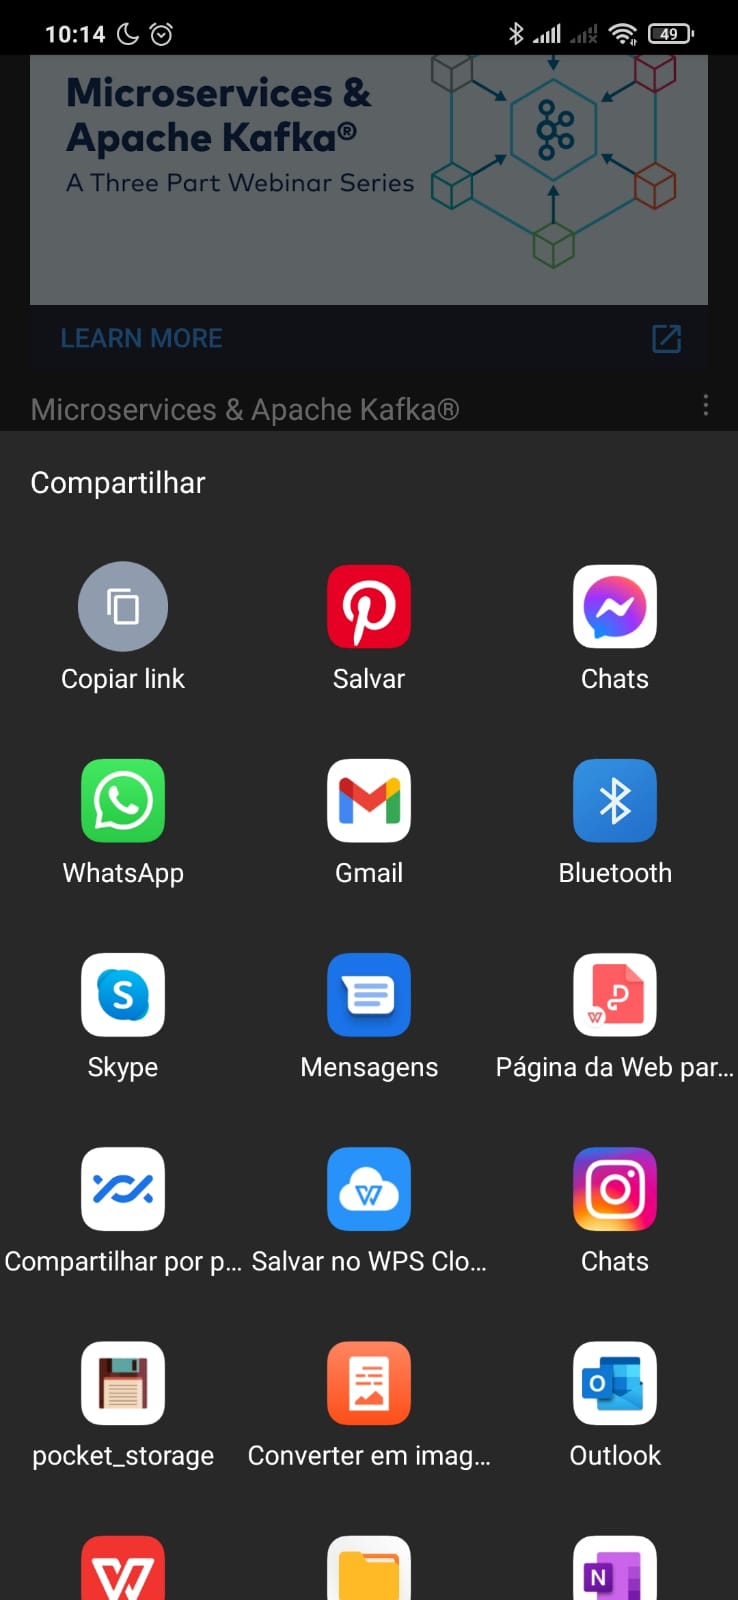 10:14
49
Microservices &
Apache Kafka®
A Three Part Webinar Series
LEARN MORE
Microservices & Apache Kafka®
Compartilhar
Copiar link
Salvar
Chats
WhatsApp
Gmail
Bluetooth
S
Skype
Mensagens
W
Página da Web par...
Compartilhar por p...
W
Salvar no WPS Clo...
Chats
pocket_storage
Converter em imag...
O
Outlook
W
N